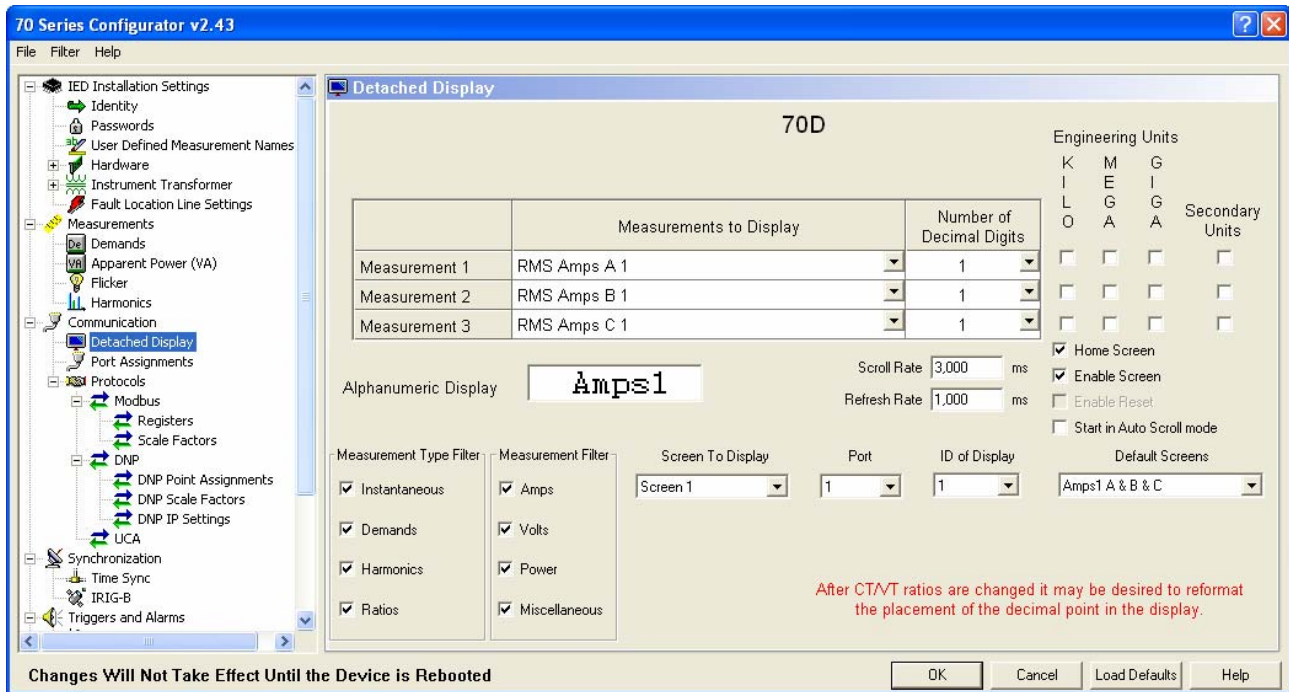 70 Series Configurator v2.43
File Filter Help
IED Installation Settings
Identity
Passwords
User Defined Measurement Names
Hardware
Instrument Transformer
Fault Location Line Settings
Measurements
De Demands
VA Apparent Power (VA)
Flicker
Harmonics
Communication
Detached Display
Port Assignments
Protocols
Modbus
Registers
Scale Factors
DNP
DNP Point Assignments
DNP Scale Factors
DNP IP Settings
UCA
Synchronization
Time Sync
IRIG-B
Triggers and Alarms
Detached Display
70D
Engineering Units
KILO MEGA GIGA Secondary Units
Measurements to Display Number of Decimal Digits
Measurement 1 RMS Amps A 1 1
Measurement 2 RMS Amps B 1 1
Measurement 3 RMS Amps C 1 1
Alphanumeric Display Amps1
Scroll Rate 3,000 ms
Refresh Rate 1,000 ms
Home Screen
Enable Screen
Enable Reset
Start in Auto Scroll mode
Measurement Type Filter
Instantaneous
Demands
Harmonics
Ratios
Measurement Filter
Amps
Volts
Power
Miscellaneous
Screen To Display Port ID of Display Default Screens
Screen 1 1 1 Amps1 A & B & C
After CT/VT ratios are changed it may be desired to reformat
the placement of the decimal point in the display.
Changes Will Not Take Effect Until the Device is Rebooted
OK Cancel Load Defaults Help